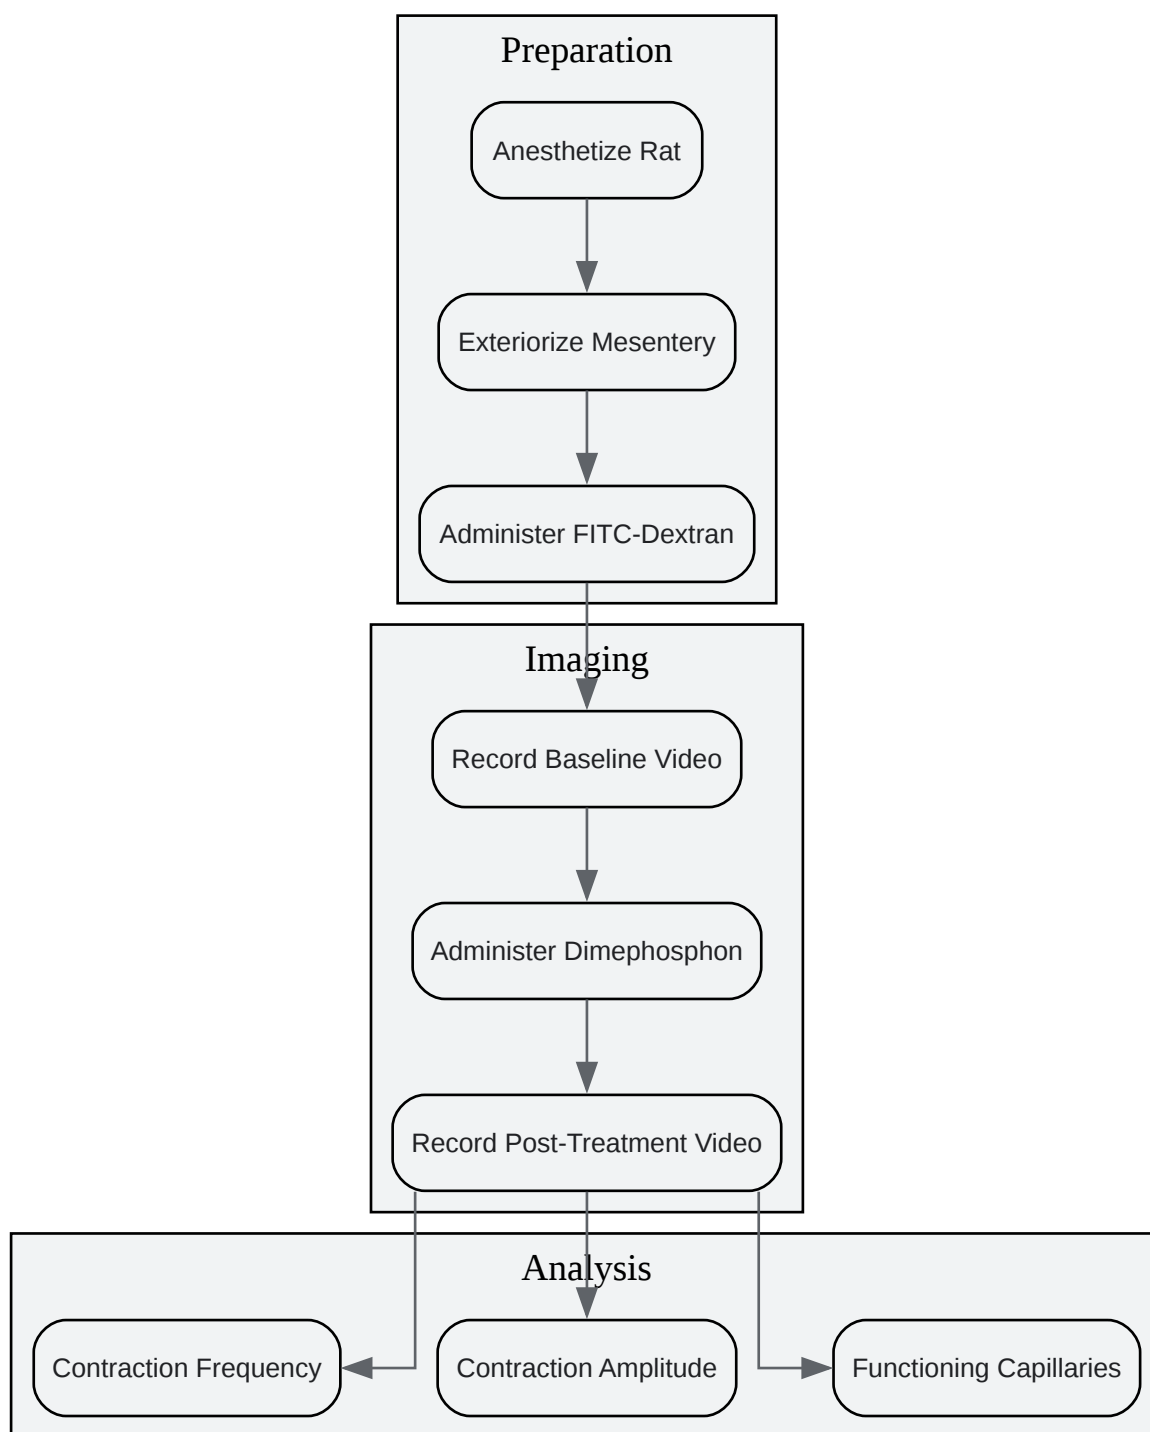 Preparation
Anesthetize Rat
Exteriorize Mesentery
Administer FITC-Dextran
Imaging
Record Baseline Video
Administer Dimephosphon
Record Post-Treatment Video
Analysis
Contraction Frequency
Contraction Amplitude
Functioning Capillaries